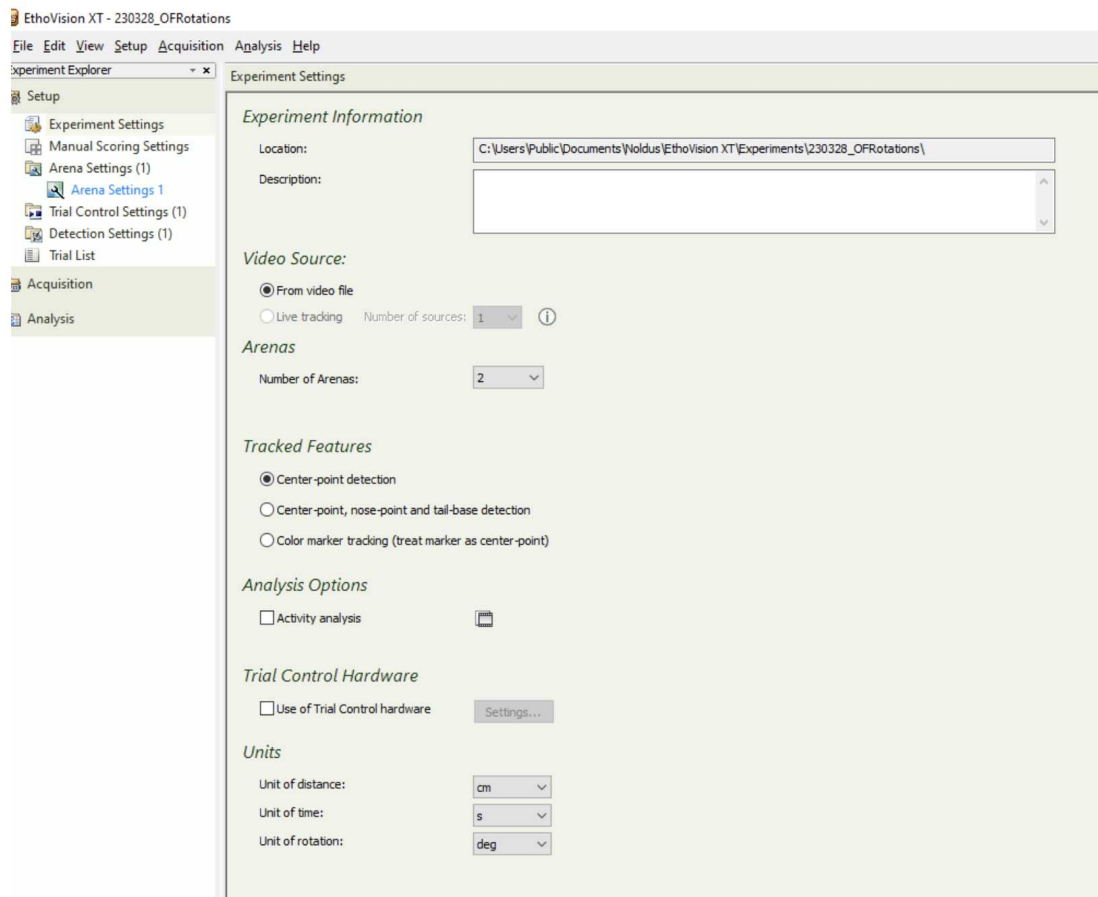 EthoVision XT - 230328_OFRotations
File Edit View Setup Acquisition Analysis Help
Experiment Explorer
Setup
Experiment Settings
Manual Scoring Settings
Arena Settings (1)
Arena Settings 1
Trial Control Settings (1)
Detection Settings (1)
Trial List
Acquisition
Analysis
Experiment Settings
Experiment Information
Location: C:\Users\Public\Documents\Noldus\EthoVision XT\Experiments\230328_OFRotations\
Description:
Video Source:
From video file
Live tracking Number of sources: 1
Arenas
Number of Arenas: 2
Tracked Features
Center-point detection
Center-point, nose-point and tail-base detection
Color marker tracking (treat marker as center-point)
Analysis Options
Activity analysis
Trial Control Hardware
Use of Trial Control hardware Settings...
Units
Unit of distance: cm
Unit of time: s
Unit of rotation: deg